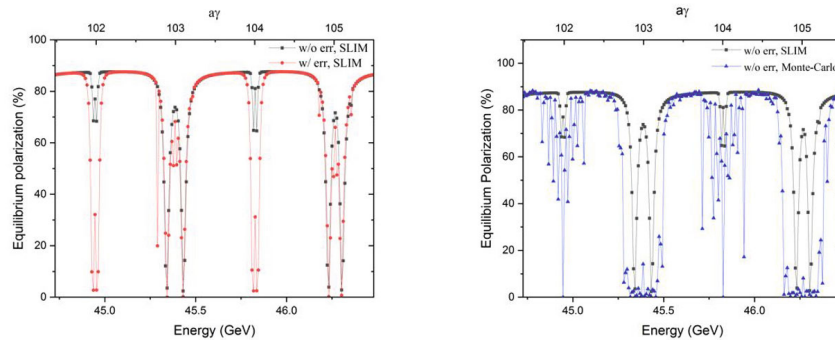 aγ
102 103 104 105
w/o err, SLIM
w/ err, SLIM
100
80
60
40
20
0
Equilibrium polarization (%)
45.0 45.5 46.0
Energy (GeV)
aγ
102 103 104 105
w/o err, SLIM
w/o err, Monte-Carlo
100
80
60
40
20
0
Equilibium Polarization (%)
45.0 45.5 46.0
Energy (GeV)